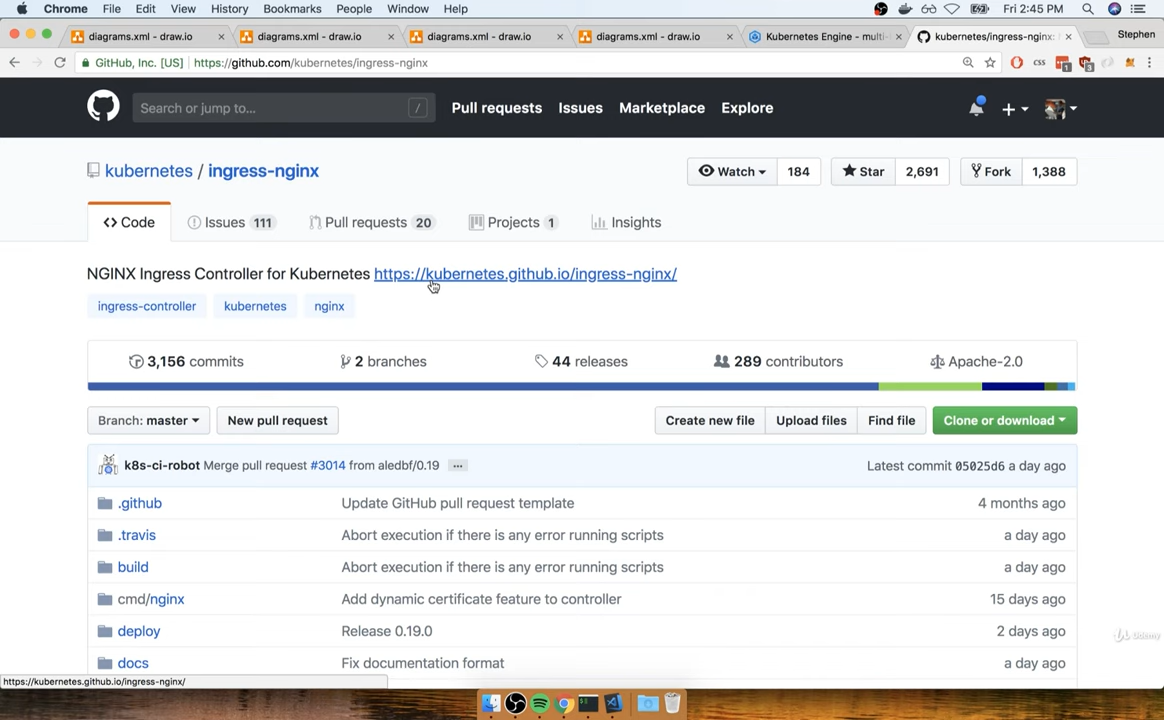 Chrome File Edit View History Bookmarks People Window Help Fri 2:45 PM
diagrams.xml - draw.io diagrams.xml - draw.io diagrams.xml - draw.io diagrams.xml - draw.io Kubernetes Engine - multi- kubernetes/ingress-nginx: Stephen
GitHub, Inc. [US] https://github.com/kubernetes/ingress-nginx
Search or jump to... / Pull requests Issues Marketplace Explore
kubernetes / ingress-nginx Watch 184 Star 2,691 Fork 1,388
Code Issues 111 Pull requests 20 Projects 1 Insights
NGINX Ingress Controller for Kubernetes https://kubernetes.github.io/ingress-nginx/
ingress-controller kubernetes nginx
3,156 commits 2 branches 44 releases 289 contributors Apache-2.0
Branch: master New pull request Create new file Upload files Find file Clone or download
k8s-ci-robot Merge pull request #3014 from aledbf/0.19 ... Latest commit 05025d6 a day ago
.github Update GitHub pull request template 4 months ago
.travis Abort execution if there is any error running scripts a day ago
build Abort execution if there is any error running scripts a day ago
cmd/nginx Add dynamic certificate feature to controller 15 days ago
deploy Release 0.19.0 2 days ago
Udemy
docs Fix documentation format a day ago
https://kubernetes.github.io/ingress-nginx/